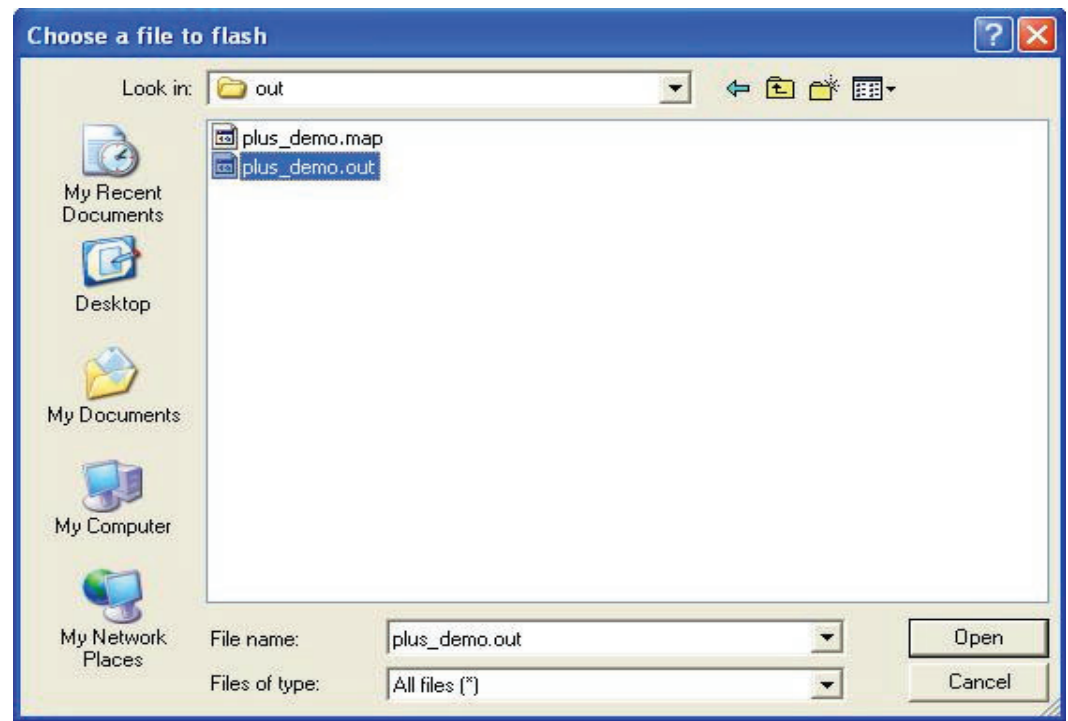 Choose a file to flash
Look in: out
plus_demo.map
plus_demo.out
My Recent
Documents
Desktop
My Documents
My Computer
My Network
Places
File name: plus_demo.out Open
Files of type: All files (*) Cancel